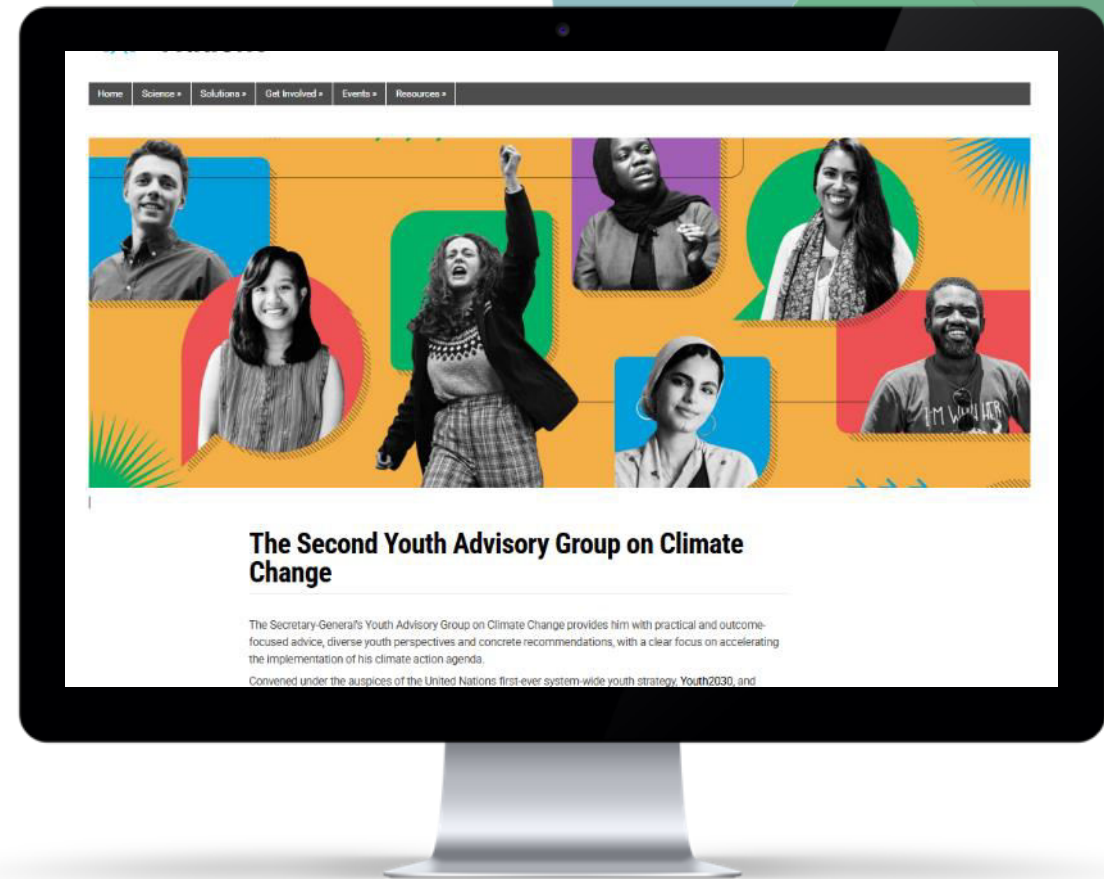 Home Science » Solutions » Get Involved » Events » Resources »
I'M WITH HER
The Second Youth Advisory Group on Climate
Change
The Secretary-General's Youth Advisory Group on Climate Change provides him with practical and outcome-
focused advice, diverse youth perspectives and concrete recommendations, with a clear focus on accelerating
the implementation of his climate action agenda.
Convened under the auspices of the United Nations first-ever system-wide youth strategy, Youth2030, and